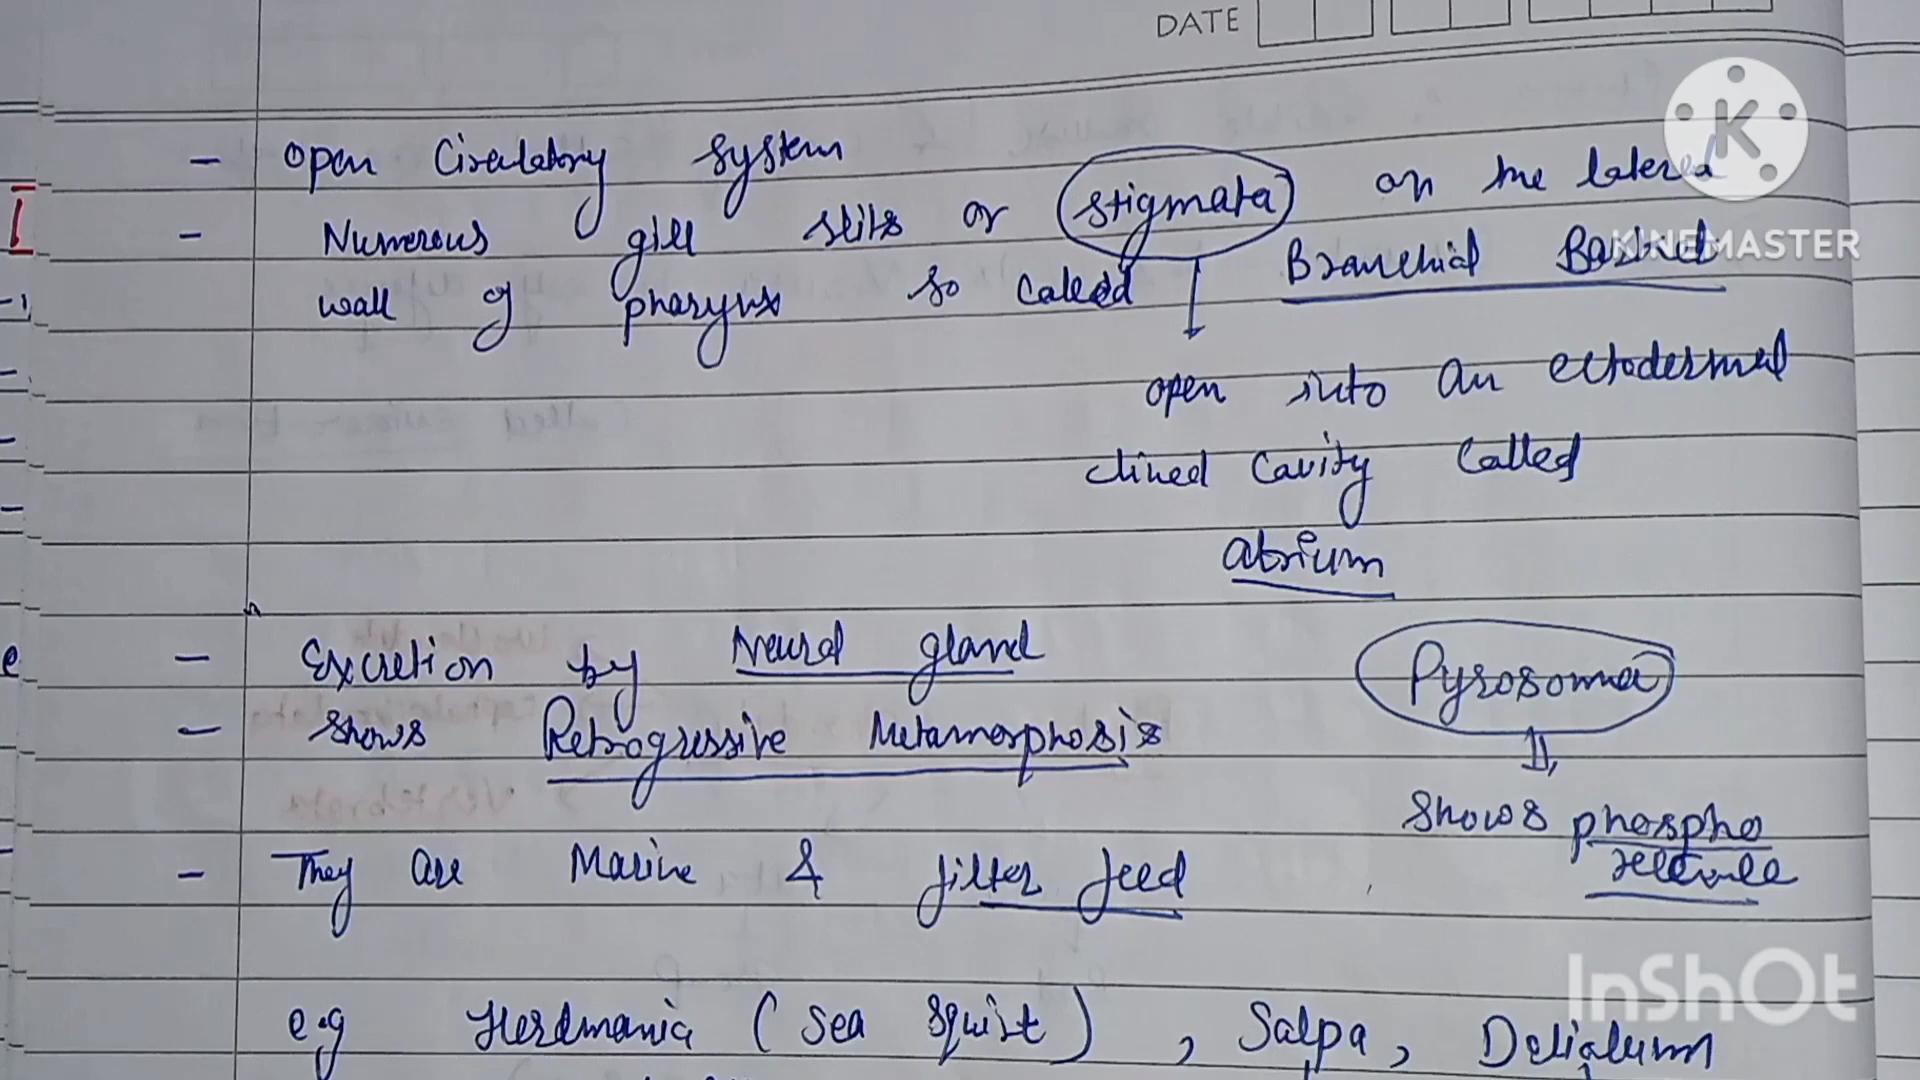 DATE
K
KINEMASTER
- Open Circulatory System
- Numerous gill slits or stigmata on the lateral
wall of pharynx so called Branchial Basket
open into an ectodermal
lined cavity called
atrium
- Excretion by Neural gland
- shows Retrogressive Metamorphosis
Pyrosoma
shows phospho
- They are Marine & filter feed
e.g Herdmania (Sea squirt), Salpa,
InShOt